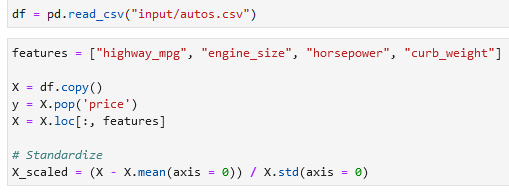 df = pd.read_csv("input/autos.csv")
features = ["highway_mpg", "engine_size", "horsepower", "curb_weight"]
X = df.copy()
y = X.pop('price')
X = X.loc[:, features]
# Standardize
X_scaled = (X - X.mean(axis = 0)) / X.std(axis = 0)